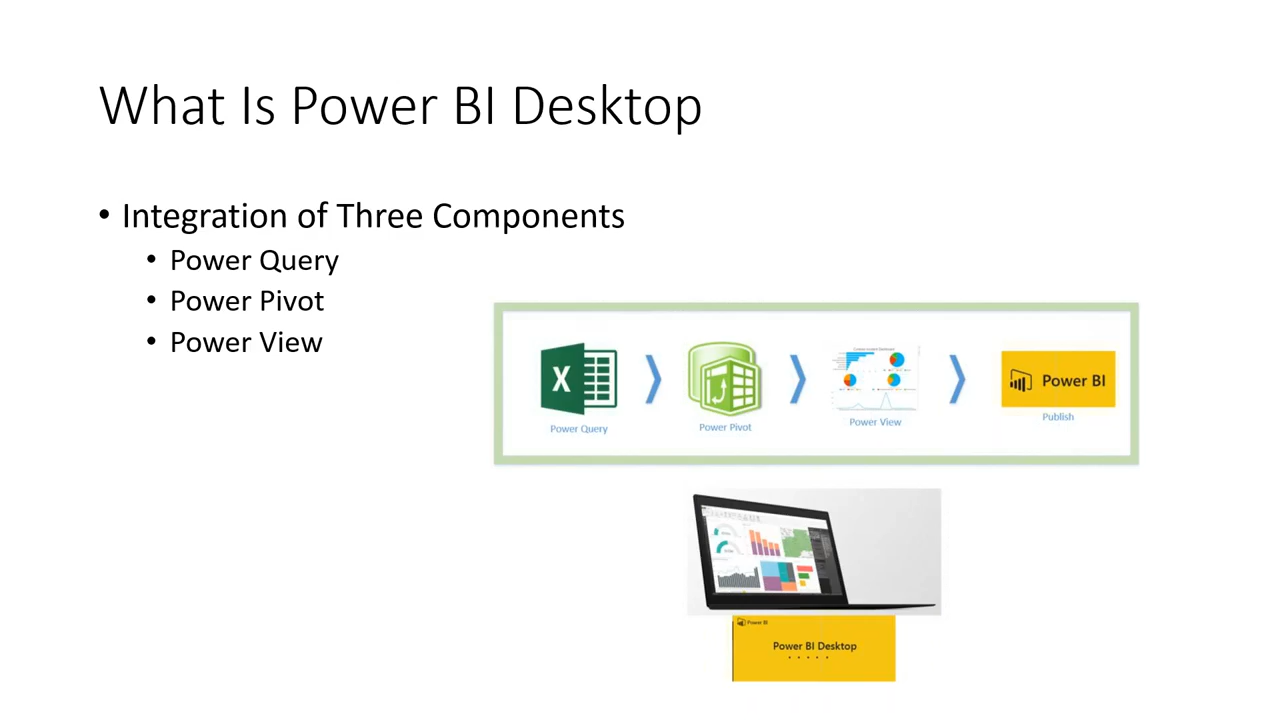 What Is Power BI Desktop
• Integration of Three Components
• Power Query
• Power Pivot
• Power View
X
Power BI
Power Query
Power Pivot
Power View
Publish
Power BI
Power BI Desktop